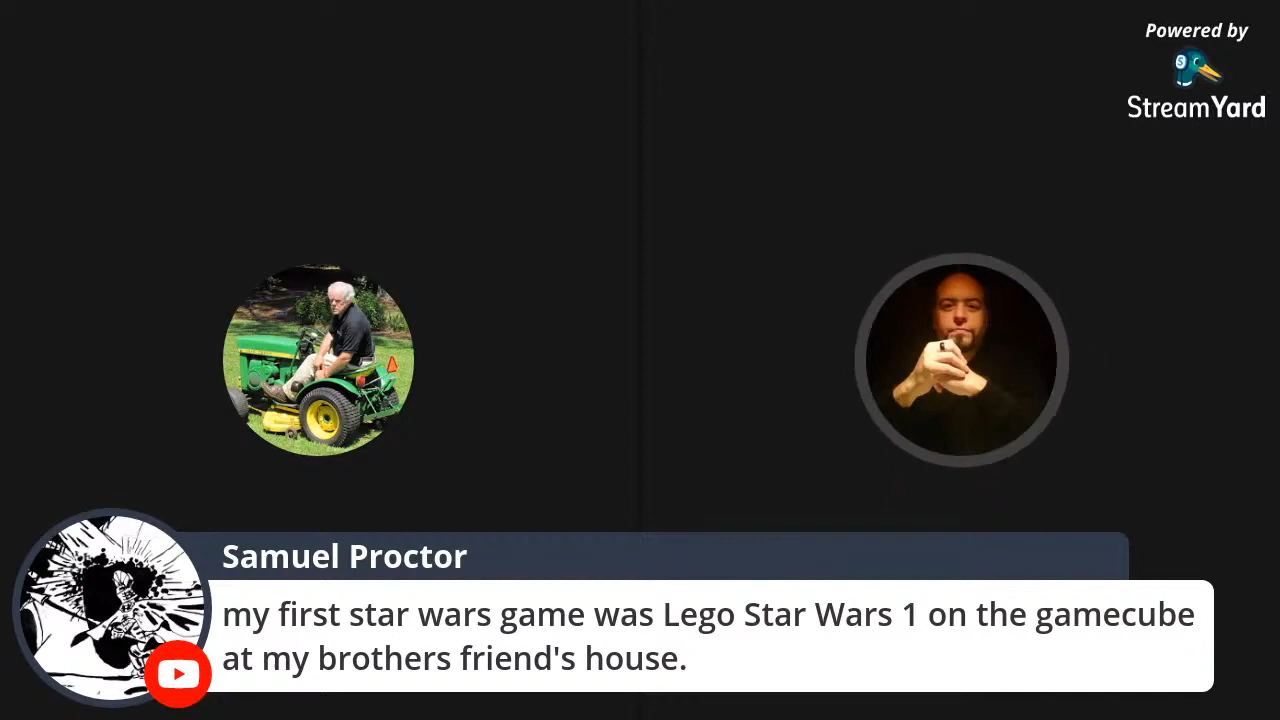 Powered by
StreamYard
Samuel Proctor
my first star wars game was Lego Star Wars 1 on the gamecube
at my brothers friend's house.